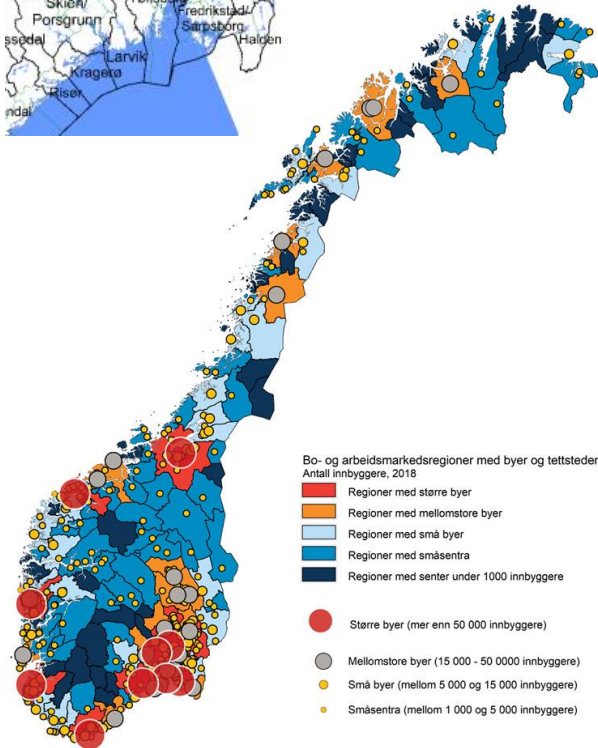 Skien/
Porsgrunn
Fredrikstad/
Sarpsborg
Halden
Larvik
Kragerø
Risør
Bo- og arbeidsmarkedsregioner med byer og tettsteder
Antall innbyggere, 2018
Regioner med større byer
Regioner med mellomstore byer
Regioner med små byer
Regioner med småsentra
Regioner med senter under 1000 innbyggere
Større byer (mer enn 50 000 innbyggere)
Mellomstore byer (15 000 - 50 0000 innbyggere)
Små byer (mellom 5 000 og 15 000 innbyggere)
Småsentra (mellom 1 000 og 5 000 innbyggere)